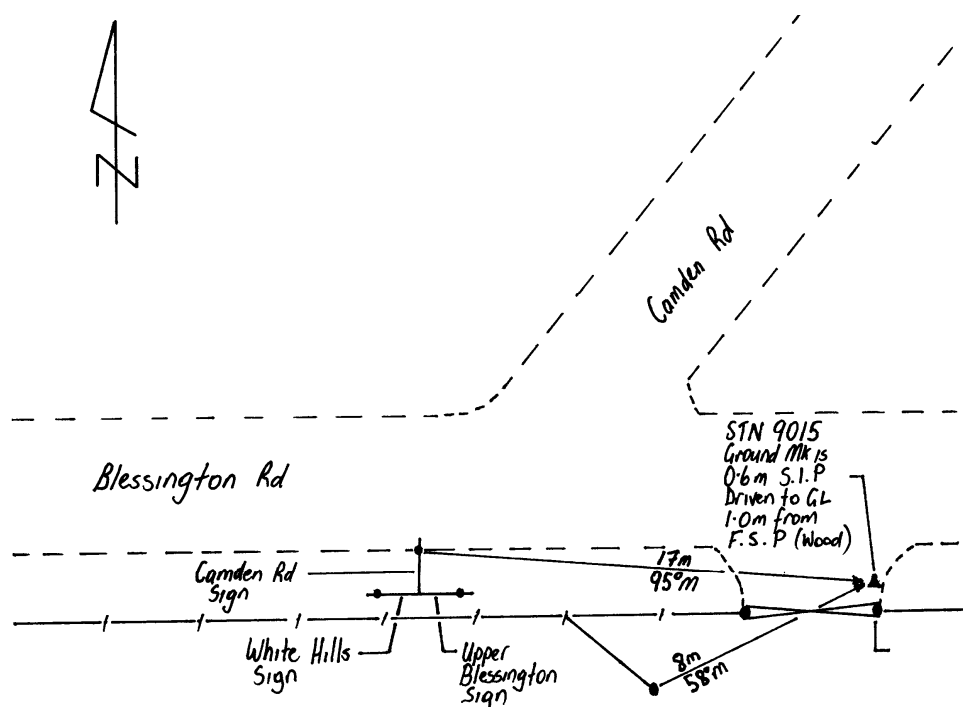 N
Camden Rd
Blessington Rd
STN 9015
Ground Mk is
0.6m S.I.P
Driven to GL
1.0m from
F.S.P (Wood)
17m
95°m
Camden Rd
Sign
White Hills
Sign
Upper
Blessington
Sign
8m
58°m